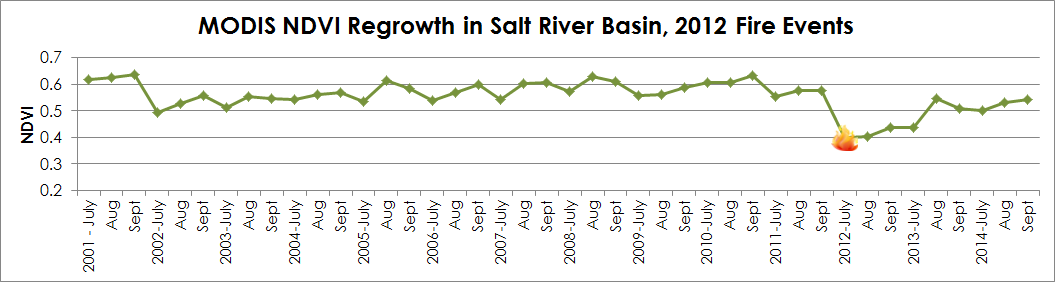 MODIS NDVI Regrowth in Salt River Basin, 2012 Fire Events
NDVI
0.7
0.6
0.5
0.4
0.3
0.2
2001 - July
Aug
Sept
2002-July
Aug
Sept
2003-July
Aug
Sept
2004-July
Aug
Sept
2005-July
Aug
Sept
2006-July
Aug
Sept
2007-July
Aug
Sept
2008-July
Aug
Sept
2009-July
Aug
Sept
2010-July
Aug
Sept
2011-July
Aug
Sept
2012-July
Aug
Sept
2013-July
Aug
Sept
2014-July
Aug
Sept